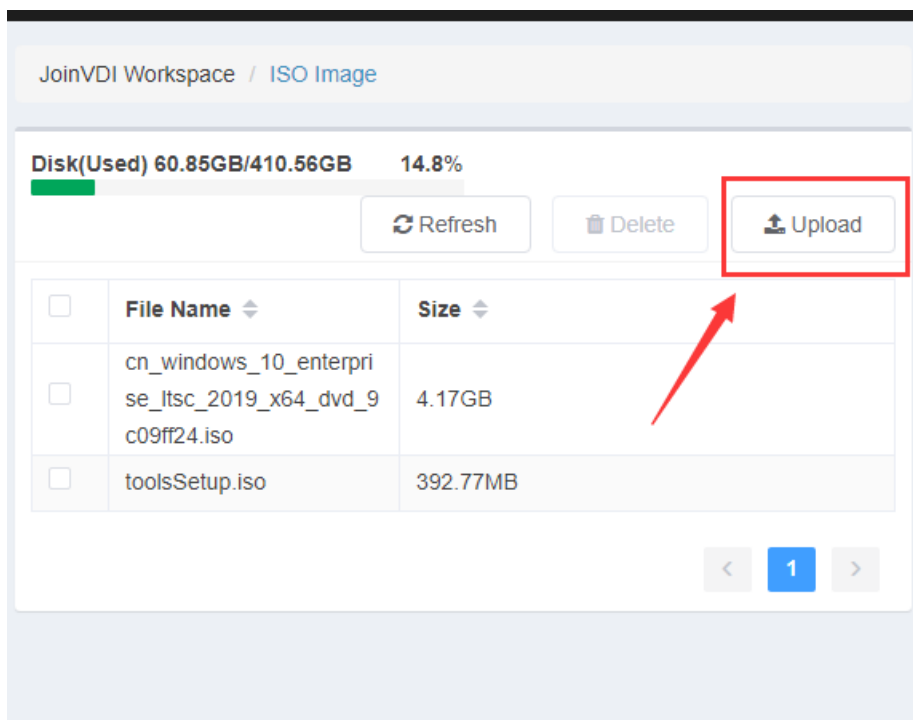 JoinVDI Workspace / ISO Image
Disk(Used) 60.85GB/410.56GB 14.8%
Refresh Delete Upload
File Name Size
cn_windows_10_enterpri
se_ltsc_2019_x64_dvd_9
c09ff24.iso
4.17GB
toolsSetup.iso 392.77MB
< 1 >